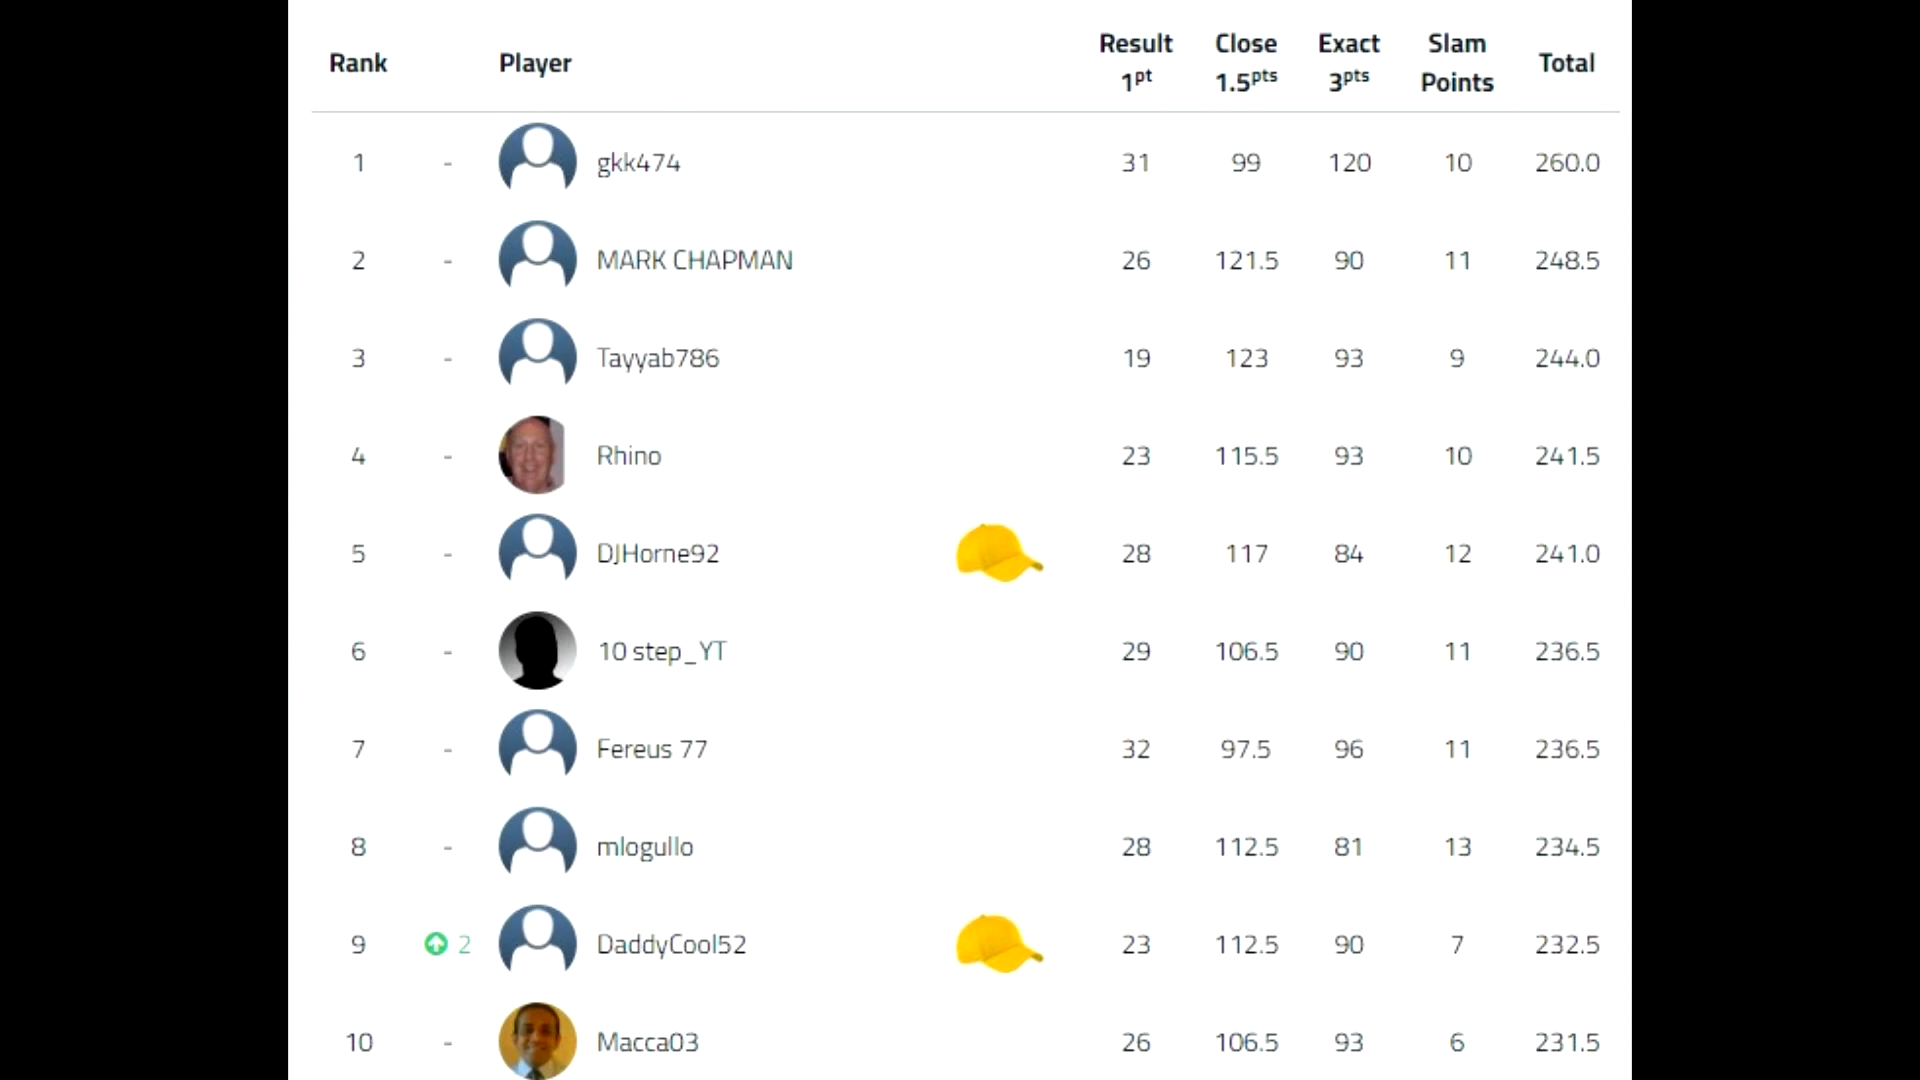 Rank Player Result 1pt Close 1.5pts Exact 3pts Slam Points Total
1 - gkk474 31 99 120 10 260.0
2 - MARK CHAPMAN 26 121.5 90 11 248.5
3 - Tayyab786 19 123 93 9 244.0
4 - Rhino 23 115.5 93 10 241.5
5 - DJHorne92 28 117 84 12 241.0
6 - 10 step_YT 29 106.5 90 11 236.5
7 - Fereus 77 32 97.5 96 11 236.5
8 - mlogullo 28 112.5 81 13 234.5
9 2 DaddyCool52 23 112.5 90 7 232.5
10 - Macca03 26 106.5 93 6 231.5